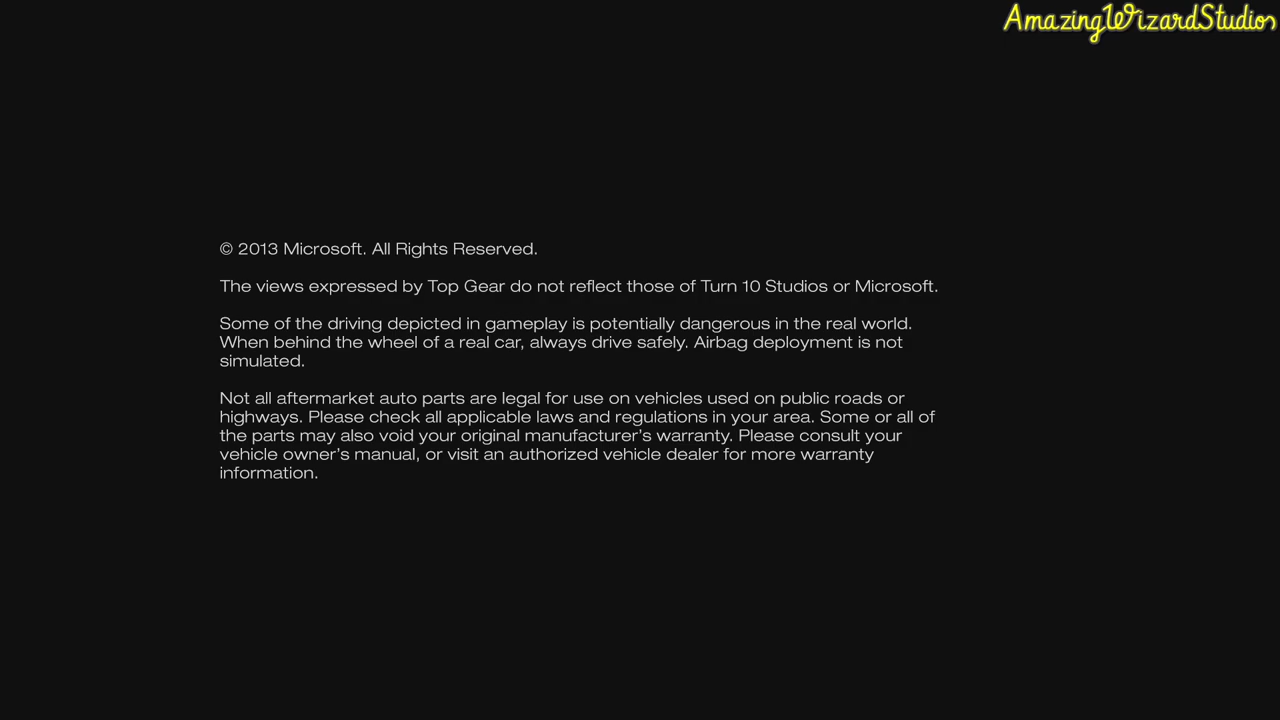 AmazingWizardStudios
© 2013 Microsoft. All Rights Reserved.
The views expressed by Top Gear do not reflect those of Turn 10 Studios or Microsoft.
Some of the driving depicted in gameplay is potentially dangerous in the real world.
When behind the wheel of a real car, always drive safely. Airbag deployment is not
simulated.
Not all aftermarket auto parts are legal for use on vehicles used on public roads or
highways. Please check all applicable laws and regulations in your area. Some or all of
the parts may also void your original manufacturer's warranty. Please consult your
vehicle owner's manual, or visit an authorized vehicle dealer for more warranty
information.